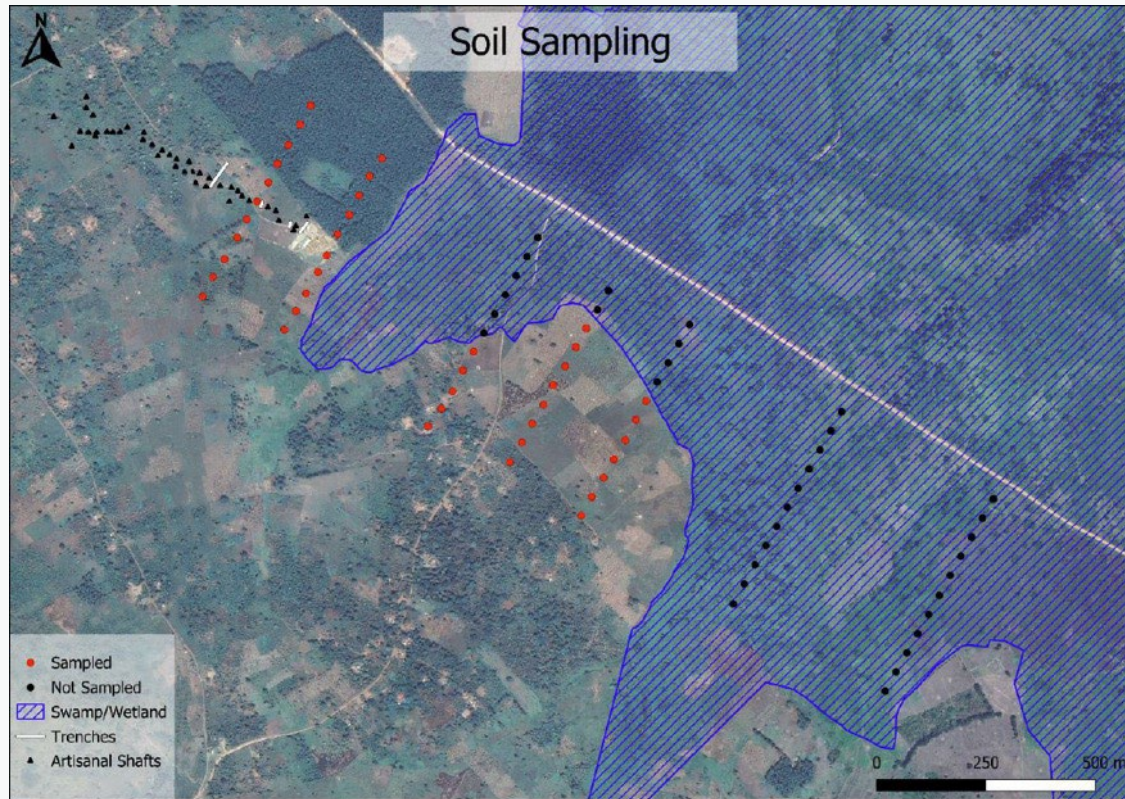 N
Soil Sampling
Sampled
Not Sampled
Swamp/Wetland
Trenches
Artisanal Shafts
0 250 500 m